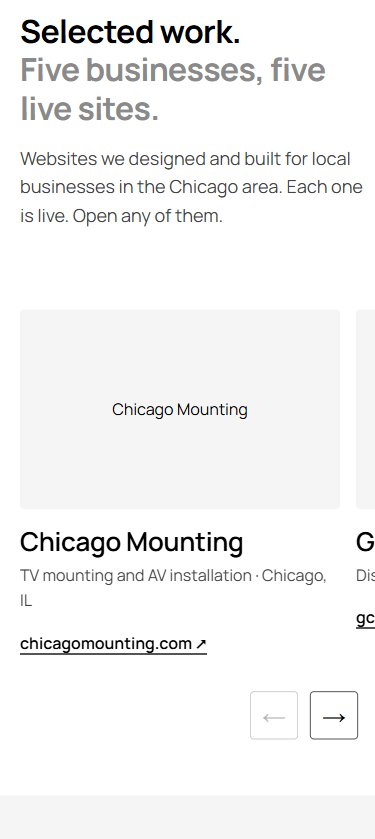 Selected work.
Five businesses, five
live sites.
Websites we designed and built for local
businesses in the Chicago area. Each one
is live. Open any of them.
Chicago Mounting
Chicago Mounting
TV mounting and AV installation · Chicago,
IL
chicagomounting.com ↗
G
Dis
gc
← →